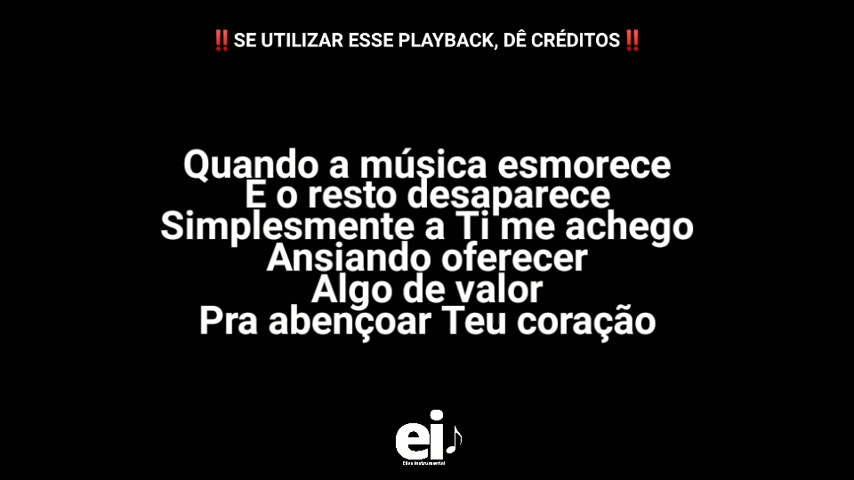 ‼️SE UTILIZAR ESSE PLAYBACK, DÊ CRÉDITOS‼️
Quando a música esmorece
E o resto desaparece
Simplesmente a Ti me achego
Ansiando oferecer
Algo de valor
Pra abençoar Teu coração
ei